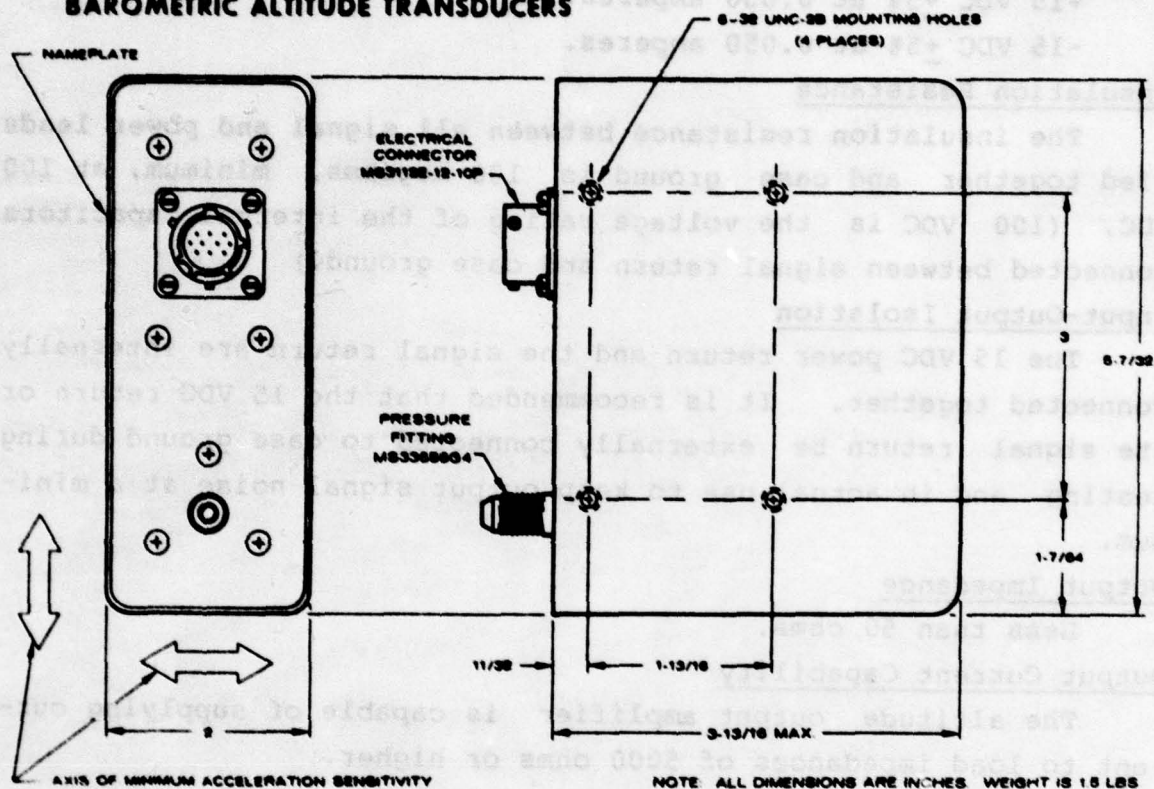 BAROMETRIC ALTITUDE TRANSDUCERS
-15 VDC +5% at 0.050 amperes.
6-32 UNC-2B MOUNTING HOLES
(4 PLACES)
NAMEPLATE
Insulation Resistance
ELECTRICAL
CONNECTOR
The insulation resistance between all signal and power leads
tied together and case ground is megohms, minimum, at 100
VDC. (100 VDC is the voltage rating of the internal capacitors
connected between signal return and case ground)
Input-Output Isolation
3
6-7/32
The 15 VDC power return and the signal return are internally
connected together. It is recommended that the 15 VDC return or
PRESSURE
FITTING
the signal return be externally connected to case ground during
testing and in actual use to keep output signal noise at a mini-
mum.
1-7/64
Output Impedance
Less than 50 ohms.
11/32
1-13/16
Output Current Capability
The altitude output amplifier is capable of supplying cur-
2
3-13/16 MAX.
rent to load impedances of 5000 ohms or higher.
AXIS OF MINIMUM ACCELERATION SENSITIVITY
NOTE: ALL DIMENSIONS ARE INCHES. WEIGHT IS 1.5 LBS